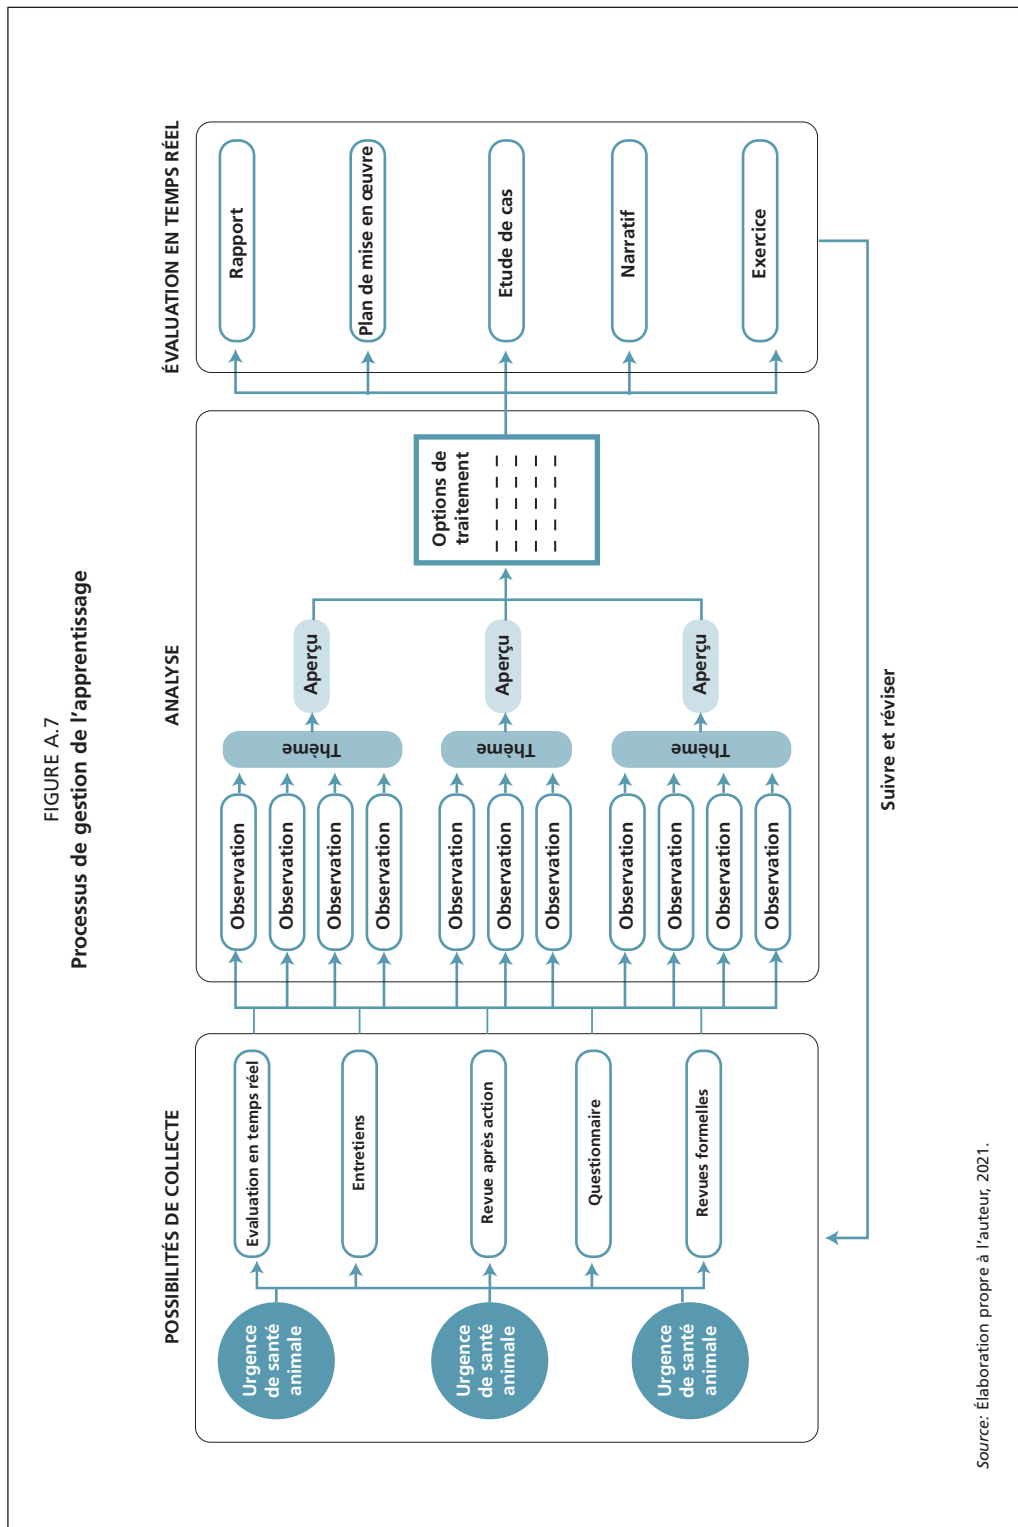 FIGURE A.7
Processus de gestion de l'apprentissage
POSSIBILITÉS DE COLLECTE
Urgence
de santé
animale
Urgence
de santé
animale
Urgence
de santé
animale
Evaluation en temps réel
Entretiens
Revue après action
Questionnaire
Revues formelles
ANALYSE
Observation
Observation
Observation
Observation
Observation
Observation
Observation
Observation
Observation
Observation
Observation
Thème
Thème
Thème
Aperçu
Aperçu
Aperçu
Options de
traitement
ÉVALUATION EN TEMPS RÉEL
Rapport
Plan de mise en œuvre
Etude de cas
Narratif
Exercice
Suivre et réviser
Source: Élaboration propre à l'auteur, 2021.